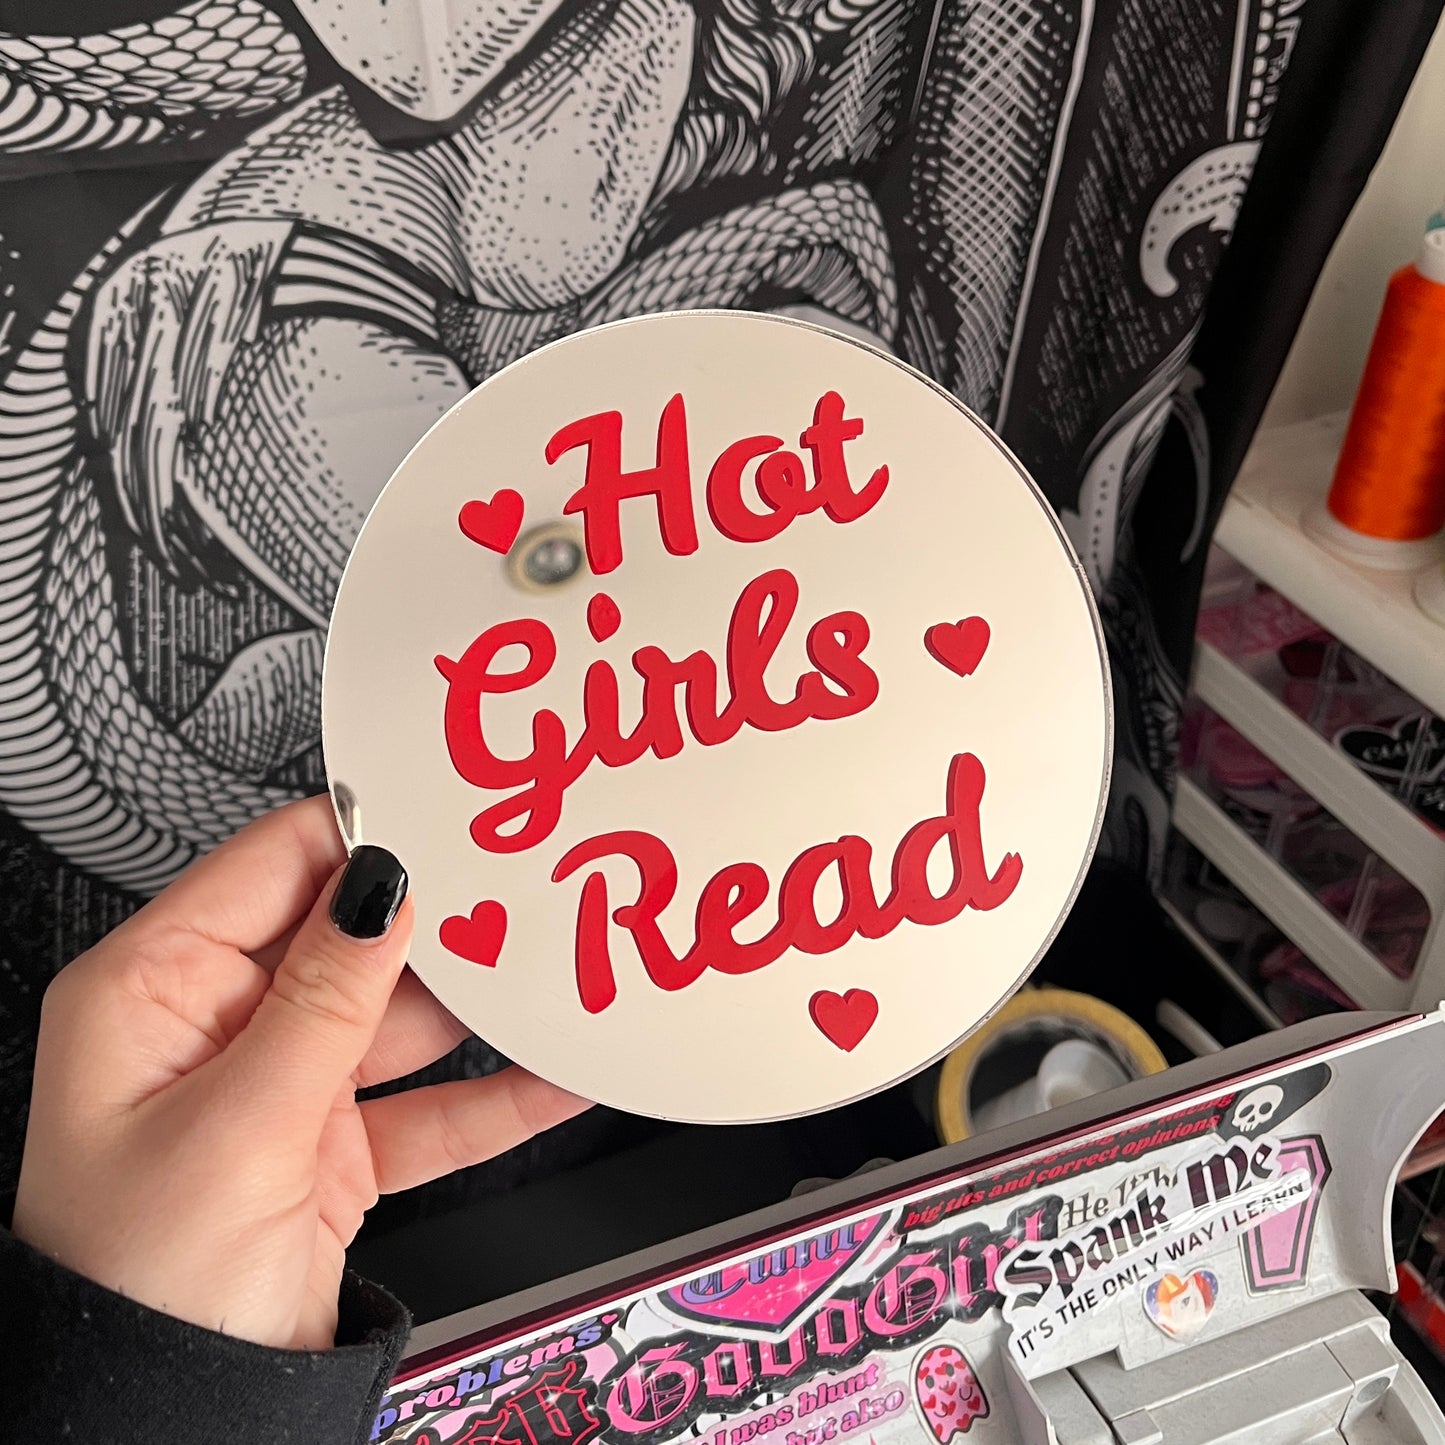 Hot
Girls
Read
big tits and correct opinions
Spank Me
IT'S THE ONLY WAY I LEARN
Good Girl
problems
I was blunt
but also